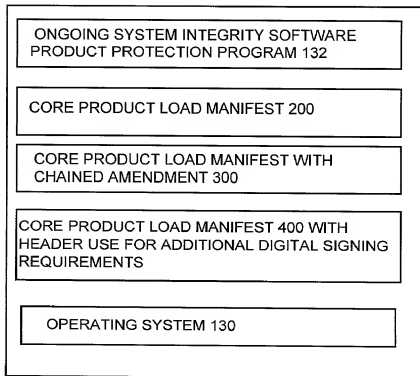 ONGOING SYSTEM INTEGRITY SOFTWARE
PRODUCT PROTECTION PROGRAM 132
CORE PRODUCT LOAD MANIFEST 200
CORE PRODUCT LOAD MANIFEST WITH
CHAINED AMENDMENT 300
CORE PRODUCT LOAD MANIFEST 400 WITH
HEADER USE FOR ADDITIONAL DIGITAL SIGNING
REQUIREMENTS
OPERATING SYSTEM 130